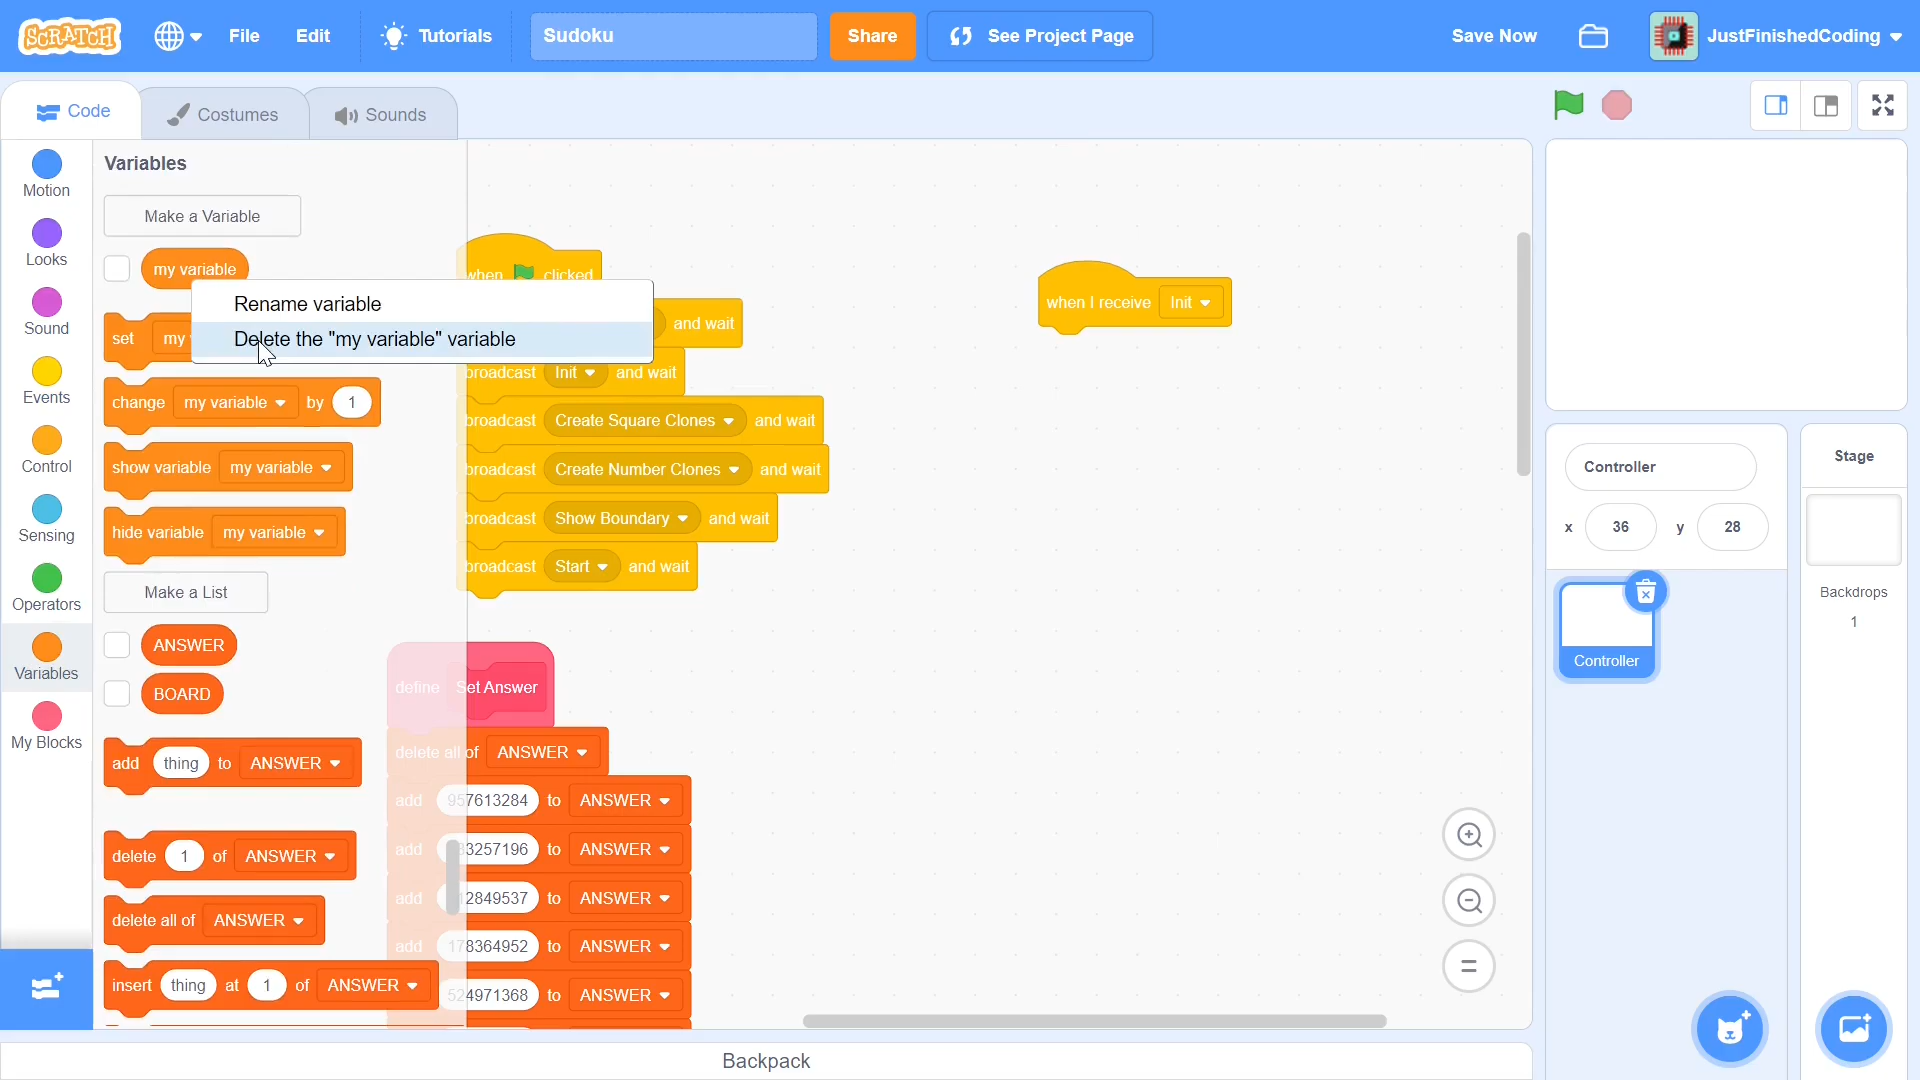 SCRATCH
File
Edit
Tutorials
Sudoku
Share
See Project Page
Save Now
JustFinishedCoding
Code
Costumes
Sounds
Motion
Looks
Sound
Events
Control
Sensing
Operators
Variables
My Blocks
Variables
Make a Variable
my variable
Rename variable
Delete the "my variable" variable
set my
change my variable by 1
show variable my variable
hide variable my variable
Make a List
ANSWER
BOARD
add thing to ANSWER
delete 1 of ANSWER
delete all of ANSWER
insert thing at 1 of ANSWER
when clicked
and wait
broadcast Init and wait
broadcast Create Square Clones and wait
broadcast Create Number Clones and wait
broadcast Show Boundary and wait
broadcast Start and wait
define Set Answer
delete all of ANSWER
add 957613284 to ANSWER
add 3257196 to ANSWER
add 12849537 to ANSWER
add 178364952 to ANSWER
524971368 to ANSWER
when I receive Init
Controller
x 36 y 28
Controller
Stage
Backdrops
1
Backpack